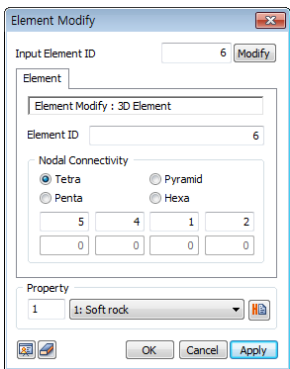 Element Modify
Input Element ID 6 Modify
Element
Element Modify : 3D Element
Element ID 6
Nodal Connectivity
Tetra Pyramid
Penta Hexa
5 4 1 2
0 0 0 0
Property
1 1: Soft rock
OK Cancel Apply